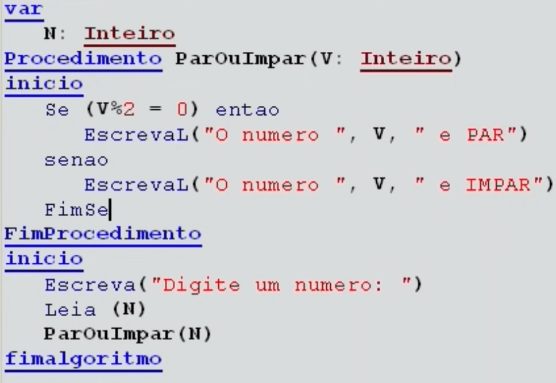 var
N: Inteiro
Procedimento ParOuImpar(V: Inteiro)
inicio
Se (V%2 = 0) entao
EscrevaL("O numero ", V, " e PAR")
senao
EscrevaL("O numero ", V, " e IMPAR")
FimSe
FimProcedimento
inicio
Escreva("Digite um numero: ")
Leia (N)
ParOuImpar(N)
fimalgoritmo